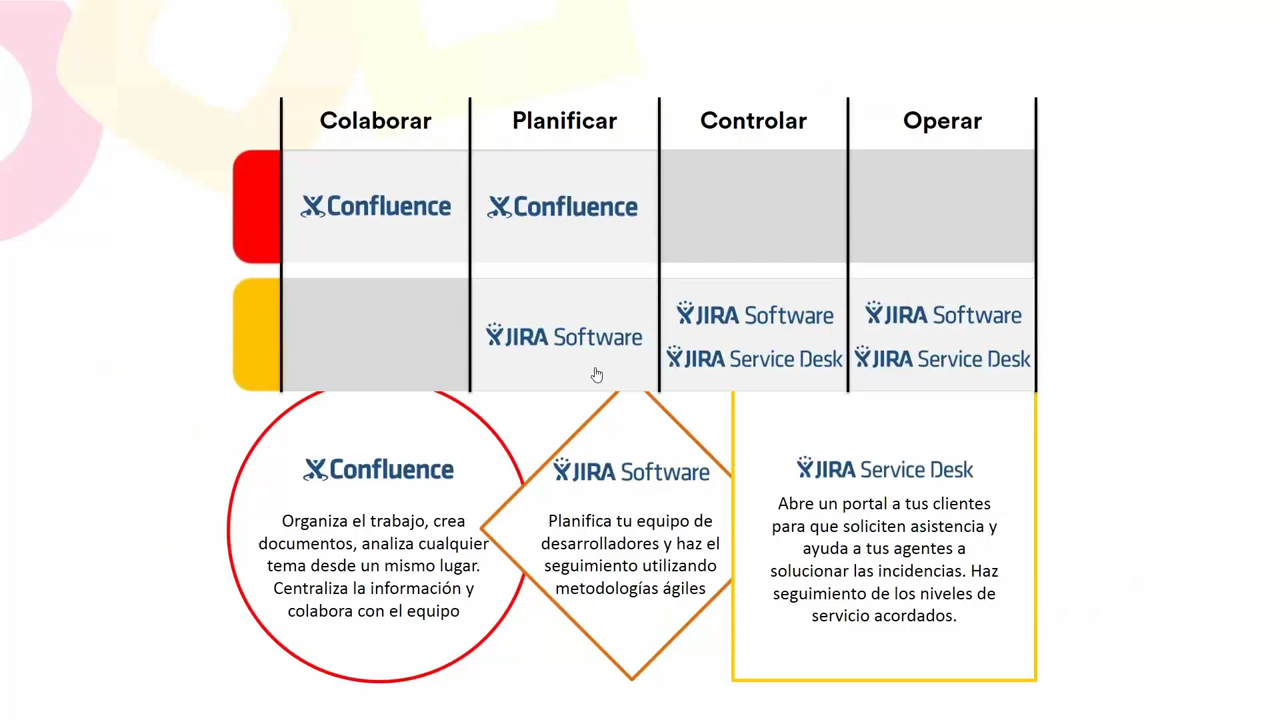 Colaborar Planificar Controlar Operar
Confluence Confluence
JIRA Software JIRA Software JIRA Software
JIRA Service Desk JIRA Service Desk
Confluence
Organiza el trabajo, crea
documentos, analiza cualquier
tema desde un mismo lugar.
Centraliza la información y
colabora con el equipo
JIRA Software
Planifica tu equipo de
desarrolladores y haz el
seguimiento utilizando
metodologías ágiles
JIRA Service Desk
Abre un portal a tus clientes
para que soliciten asistencia y
ayuda a tus agentes a
solucionar las incidencias. Haz
seguimiento de los niveles de
servicio acordados.